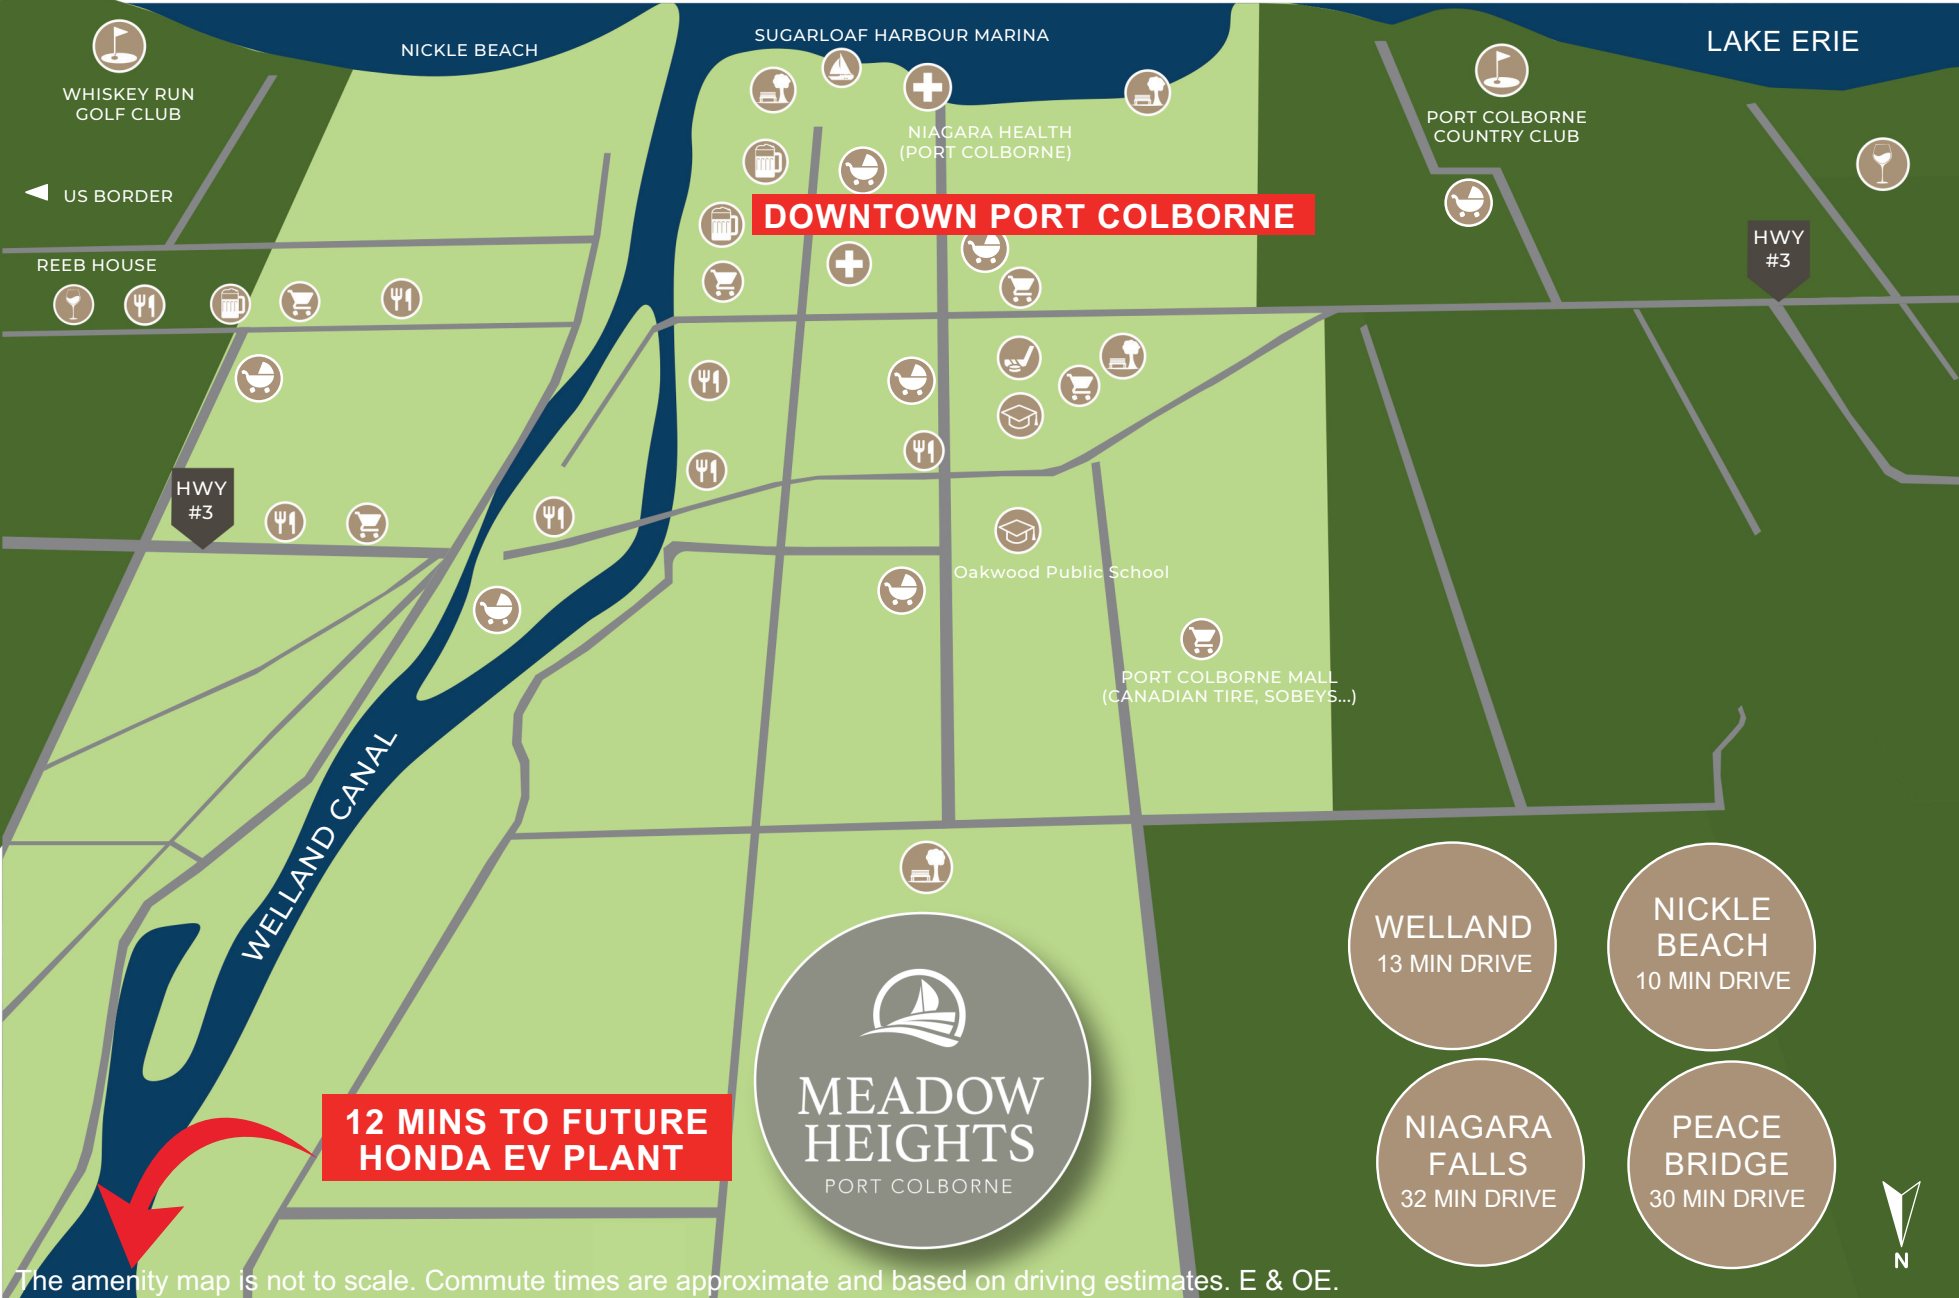 NICKLE BEACH
SUGARLOAF HARBOUR MARINA
LAKE ERIE
WHISKEY RUN
GOLF CLUB
PORT COLBORNE
COUNTRY CLUB
NIAGARA HEALTH
(PORT COLBORNE)
US BORDER
DOWNTOWN PORT COLBORNE
HWY
#3
REEB HOUSE
HWY
#3
Oakwood Public School
PORT COLBORNE MALL
(CANADIAN TIRE, SOBEYS...)
WELLAND CANAL
WELLAND
13 MIN DRIVE
NICKLE
BEACH
10 MIN DRIVE
MEADOW
HEIGHTS
PORT COLBORNE
12 MINS TO FUTURE
HONDA EV PLANT
NIAGARA
FALLS
32 MIN DRIVE
PEACE
BRIDGE
30 MIN DRIVE
N
The amenity map is not to scale. Commute times are approximate and based on driving estimates. E & OE.